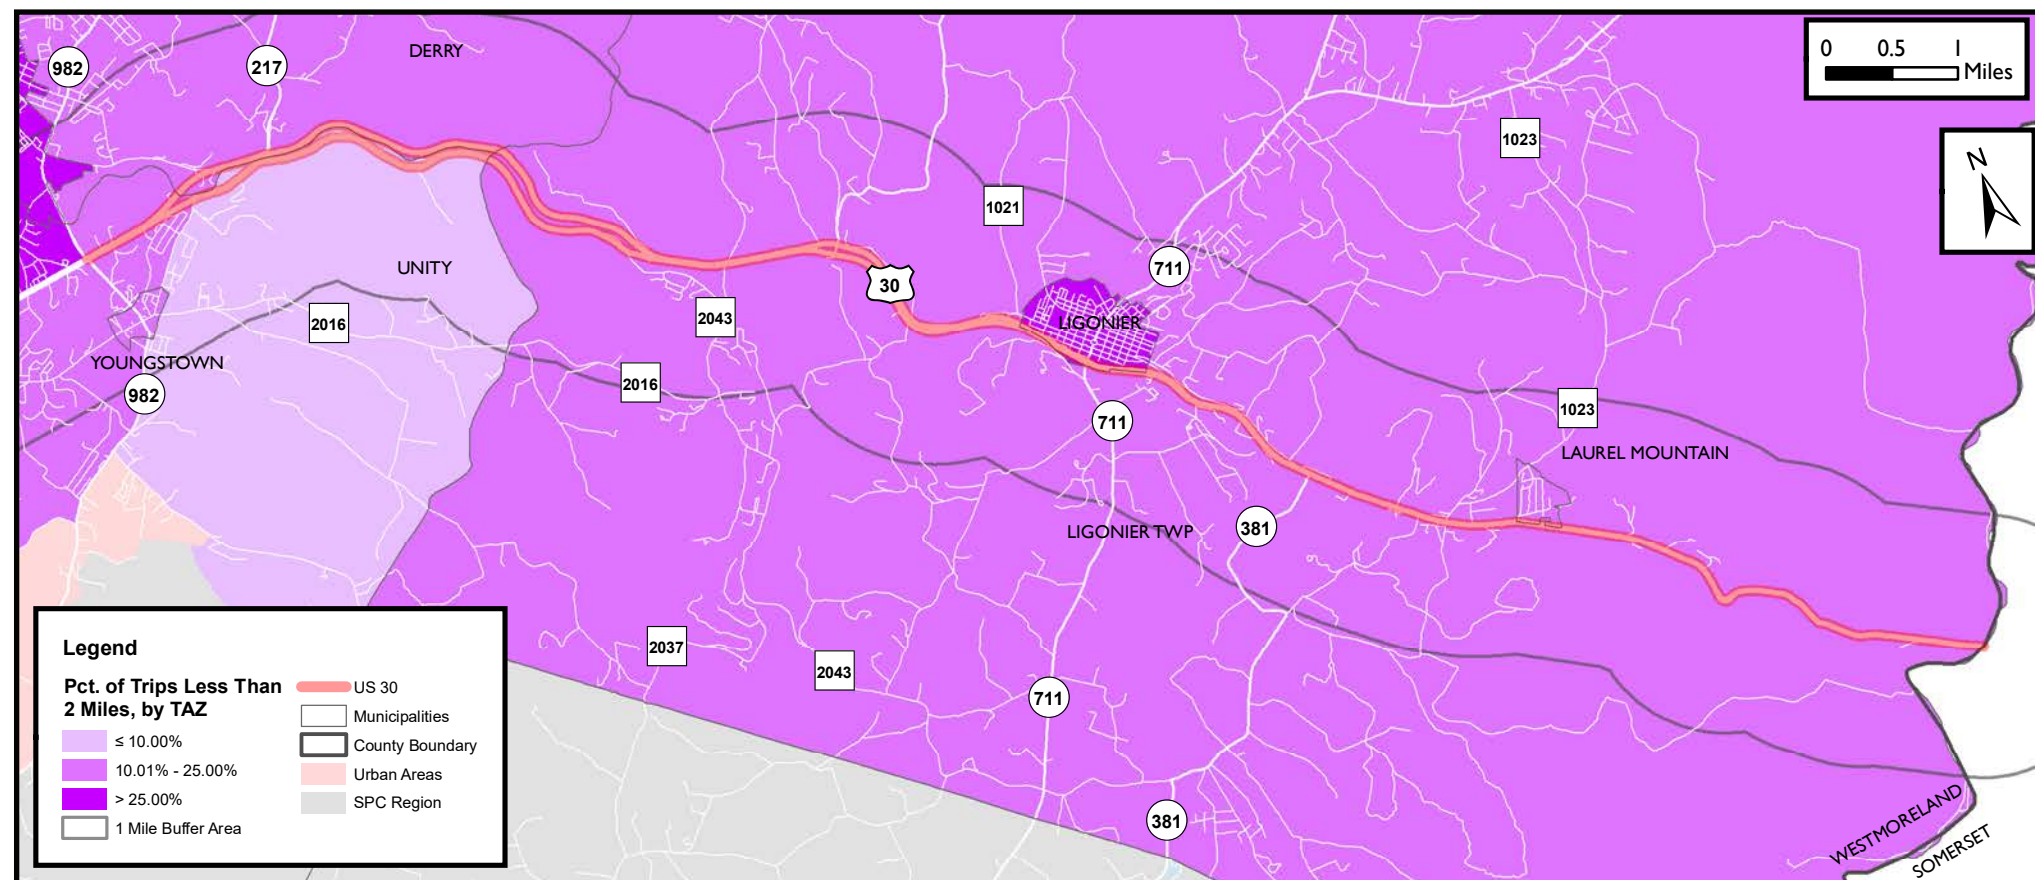 DERRY
982
217
0 0.5 1
Miles
N
1023
1021
711
30
UNITY
2016
2043
LIGONIER
YOUNGSTOWN
982
2016
711
1023
LAUREL MOUNTAIN
LIGONIER TWP
381
2037
2043
711
381
WESTMORELAND
SOMERSET
Legend
Pct. of Trips Less Than
2 Miles, by TAZ
≤ 10.00%
10.01% - 25.00%
> 25.00%
1 Mile Buffer Area
US 30
Municipalities
County Boundary
Urban Areas
SPC Region